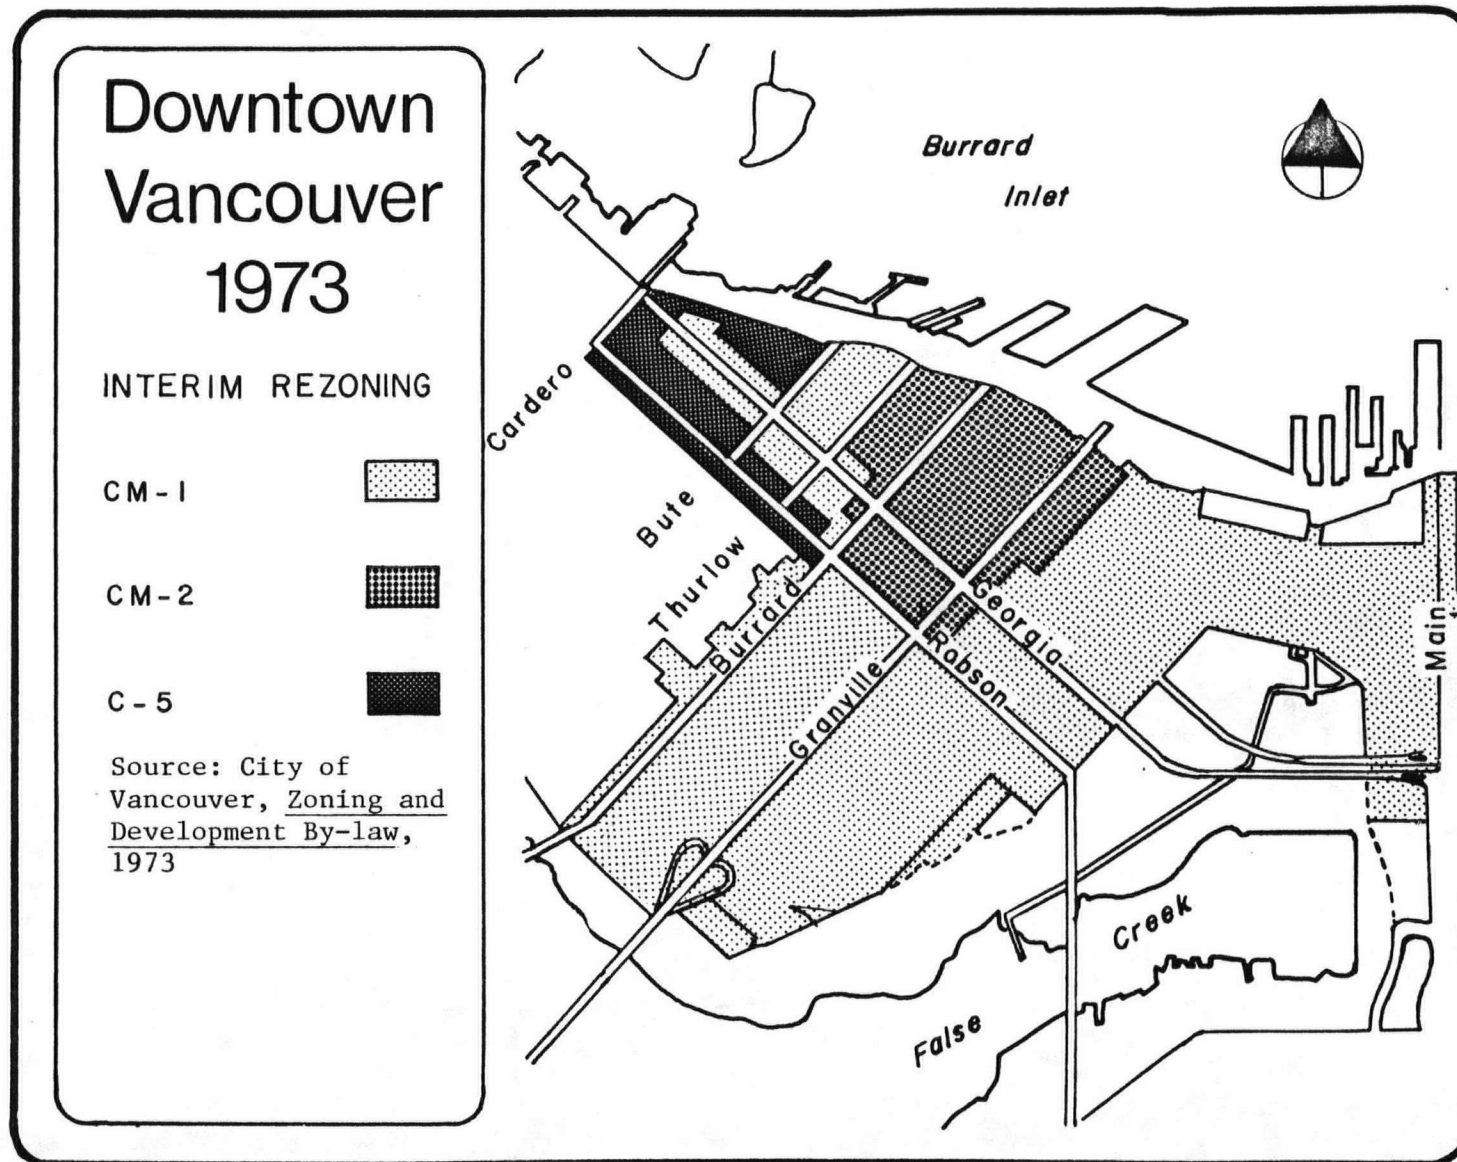 Downtown
Vancouver
1973
INTERIM REZONING
CM-1
CM-2
C-5
Source: City of
Vancouver, Zoning and
Development By-law,
1973
Burrard
Inlet
Cardero
Bute
Thurlow
Burrard
Granville
Robson
Georgia
Main
False
Creek